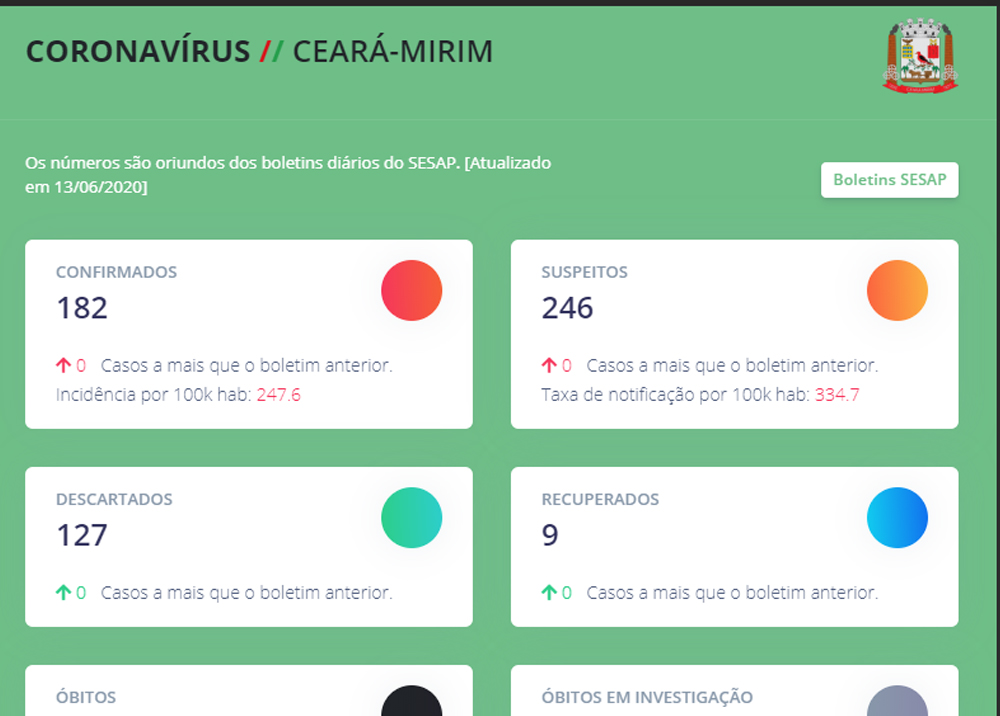 CORONAVÍRUS // CEARÁ-MIRIM
Os números são oriundos dos boletins diários do SESAP. [Atualizado
em 13/06/2020]
Boletins SESAP
CONFIRMADOS
182
0 Casos a mais que o boletim anterior.
Incidência por 100k hab: 247.6
SUSPEITOS
246
0 Casos a mais que o boletim anterior.
Taxa de notificação por 100k hab: 334.7
DESCARTADOS
127
0 Casos a mais que o boletim anterior.
RECUPERADOS
9
0 Casos a mais que o boletim anterior.
ÓBITOS
ÓBITOS EM INVESTIGAÇÃO